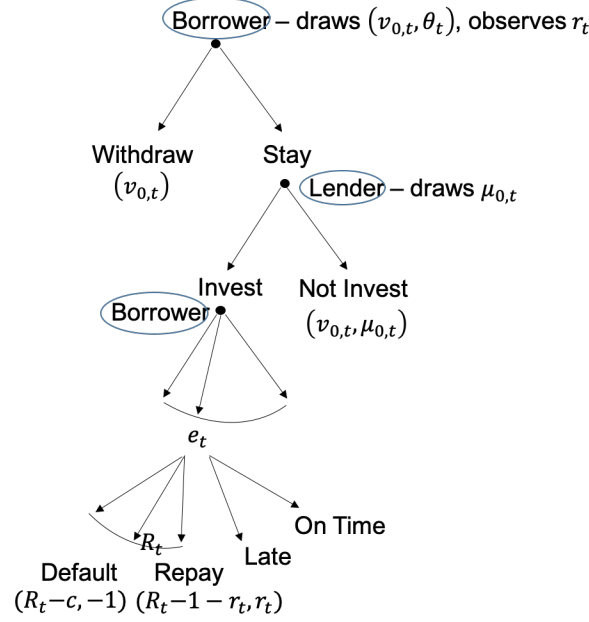 Borrower – draws (v₀,ₜ, θₜ), observes rₜ
Withdraw
(v₀,ₜ)
Stay
Lender – draws μ₀,ₜ
Invest
Not Invest
(v₀,ₜ, μ₀,ₜ)
Borrower
eₜ
On Time
Rₜ
Late
Default
Repay
(Rₜ−c, −1)
(Rₜ−1 − rₜ, rₜ)